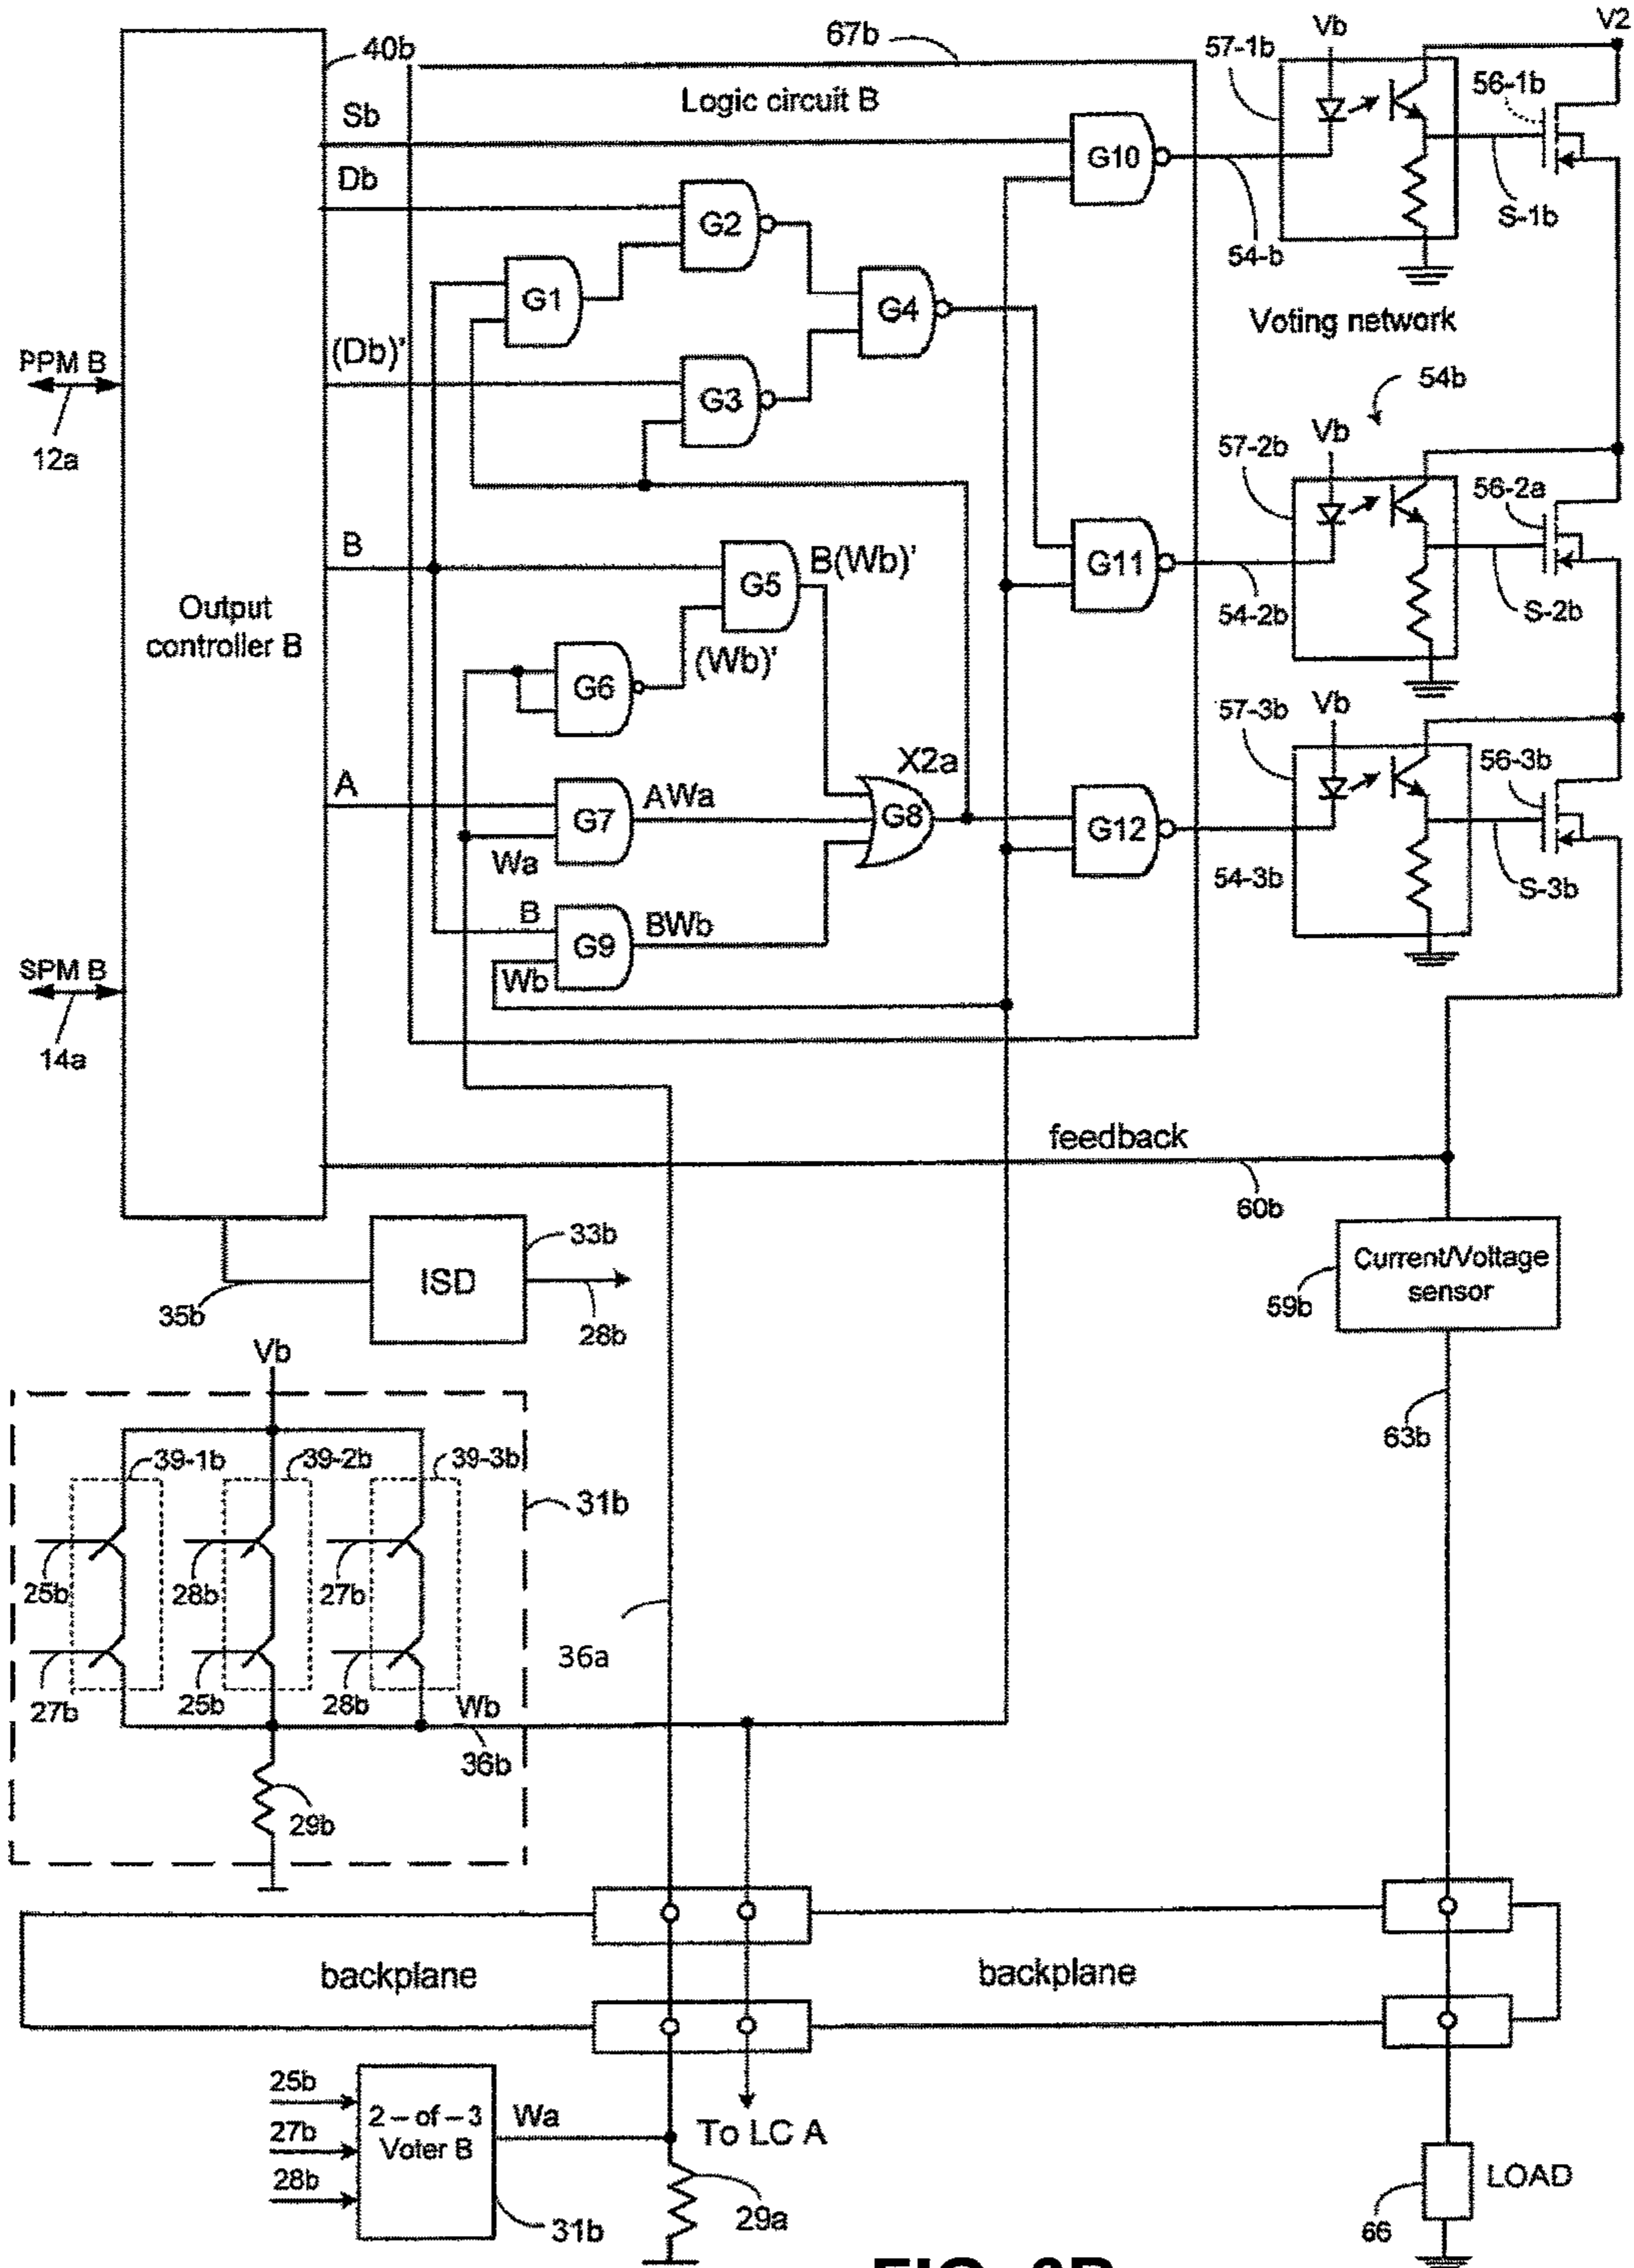 V2
67b
Vb
57-1b
40b
56-1b
Logic circuit B
Sb
G10
Db
G2
S-1b
54-b
G1
G4
Voting network
PPM B
(Db)'
G3
54b
12a
Vb
57-2b
56-2a
B
G5
B(Wb)'
G11
Output
controller B
54-2b
S-2b
(Wb)'
G6
57-3b
Vb
X2a
56-3b
A
AWa
G7
G8
G12
Wa
54-3b
S-3b
B
BWb
G9
SPM B
Wb
14a
feedback
60b
33b
ISD
Current/Voltage
sensor
35b
28b
59b
Vb
63b
39-1b
39-2b
39-3b
31b
25b
28b
27b
36a
27b
25b
28b
Wb
36b
29b
backplane
backplane
25b
2 – of – 3
Voter B
Wa
To LC A
27b
28b
LOAD
29a
31b
66